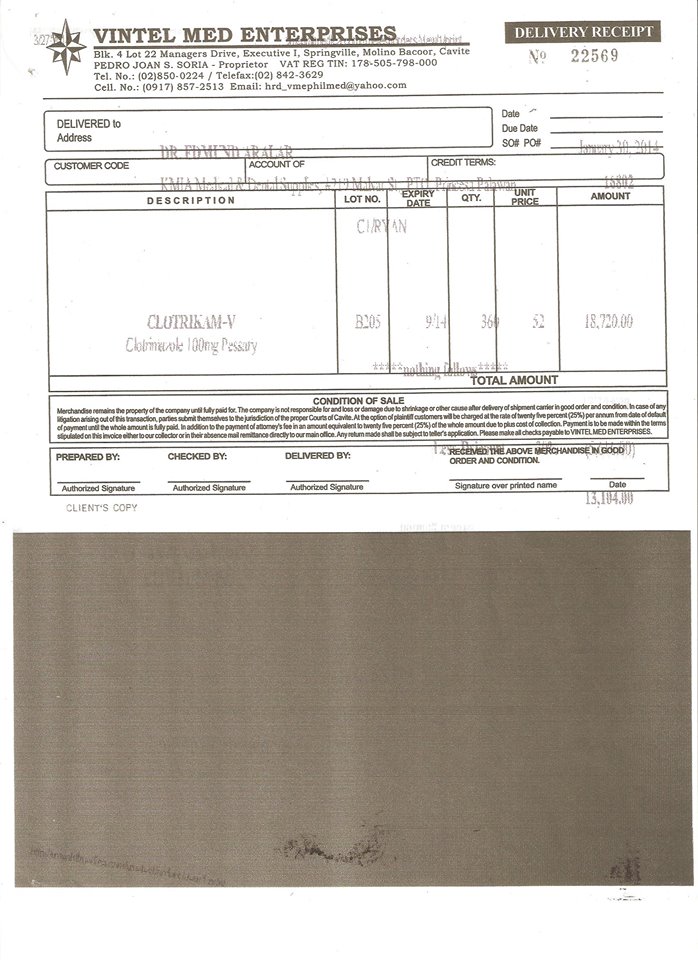 3/27/
VINTEL MED ENTERPRISES
DELIVERY RECEIPT
Blk. 4 Lot 22 Managers Drive, Executive I, Springville, Molino Bacoor, Cavite
No 22569
PEDRO JOAN S. SORIA - Proprietor VAT REG TIN: 178-505-798-000
Tel. No.: (02)850-0224 / Telefax:(02) 842-3629
Cell. No.: (0917) 857-2513 Email: hrd_vmephilmed@yahoo.com
DELIVERED to
Address
Date
Due Date
SO# PO#
DR. EDMUND ARALAR
January 30, 2014
CUSTOMER CODE
ACCOUNT OF
CREDIT TERMS:
KMIA Medical & Dental Supplies, Malvar St., Palawan
16802
DESCRIPTION LOT NO. EXPIRY DATE QTY. UNIT PRICE AMOUNT
C1/RYAN
CLOTRIKAM-V B205 9/14 360 52 18,720.00
Clotrimazole 100mg Pessary
*****nothing follows*****
TOTAL AMOUNT
CONDITION OF SALE
Merchandise remains the property of the company until fully paid for. The company is not responsible for and loss or damage due to shrinkage or other cause after delivery of shipment carrier in good order and condition. In case of any
litigation arising out of this transaction, parties submit themselves to the jurisdiction of the proper Courts of Cavite. At the option of plaintiff customers will be charged at the rate of twenty five percent (25%) per annum from date of default
of payment until the whole amount is fully paid. In addition to the payment of attorney's fee in an amount equivalent to twenty five percent (25%) of the whole amount due to plus cost of collection. Payment is to be made within the terms
stipulated on this invoice either to our collector or in their absence mail remittance directly to our main office. Any return made shall be subject to teller's application. Please make all checks payable to VINTEL MED ENTERPRISES.
PREPARED BY:
CHECKED BY:
DELIVERED BY:
RECEIVED THE ABOVE MERCHANDISE IN GOOD
ORDER AND CONDITION.
Authorized Signature
Authorized Signature
Authorized Signature
Signature over printed name
Date
13,104.00
CLIENT'S COPY